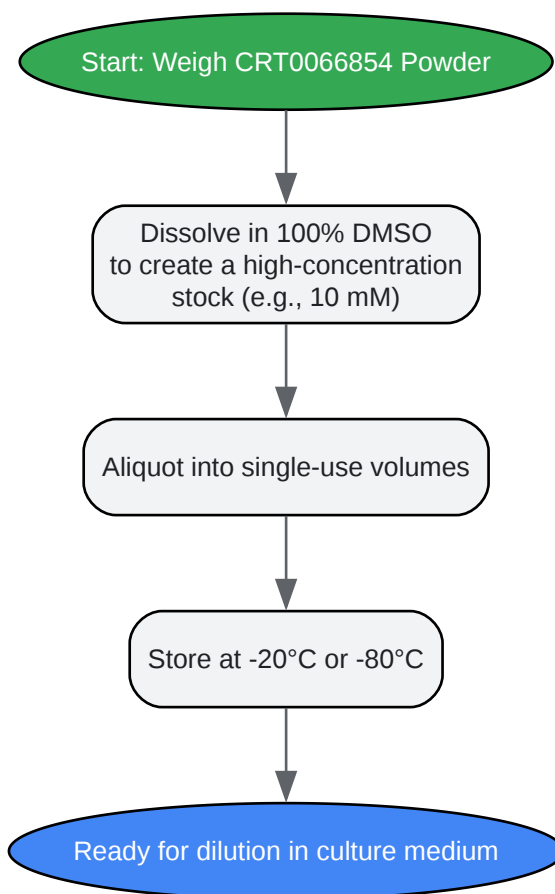 Start: Weigh CRT0066854 Powder
Dissolve in 100% DMSO
to create a high-concentration
stock (e.g., 10 mM)
Aliquot into single-use volumes
Store at -20°C or -80°C
Ready for dilution in culture medium